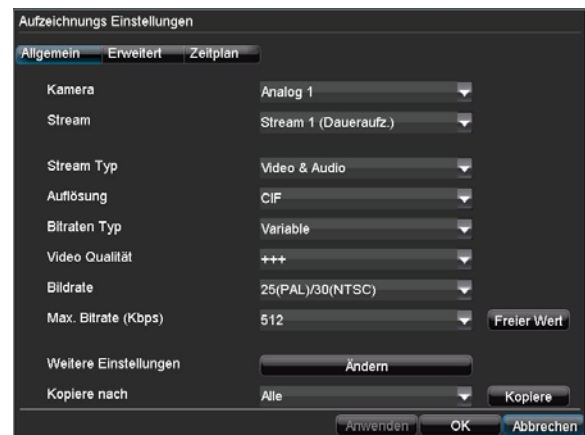 Aufzeichnungs Einstellungen
Allgemein Erweitert Zeitplan
Kamera Analog 1
Stream Stream 1 (Daueraufz.)
Stream Typ Video & Audio
Auflösung CIF
Bitraten Typ Variable
Video Qualität +++
Bildrate 25(PAL)/30(NTSC)
Max. Bitrate (Kbps) 512 Freier Wert
Weitere Einstellungen Ändern
Kopiere nach Alle Kopiere
Anwenden OK Abbrechen